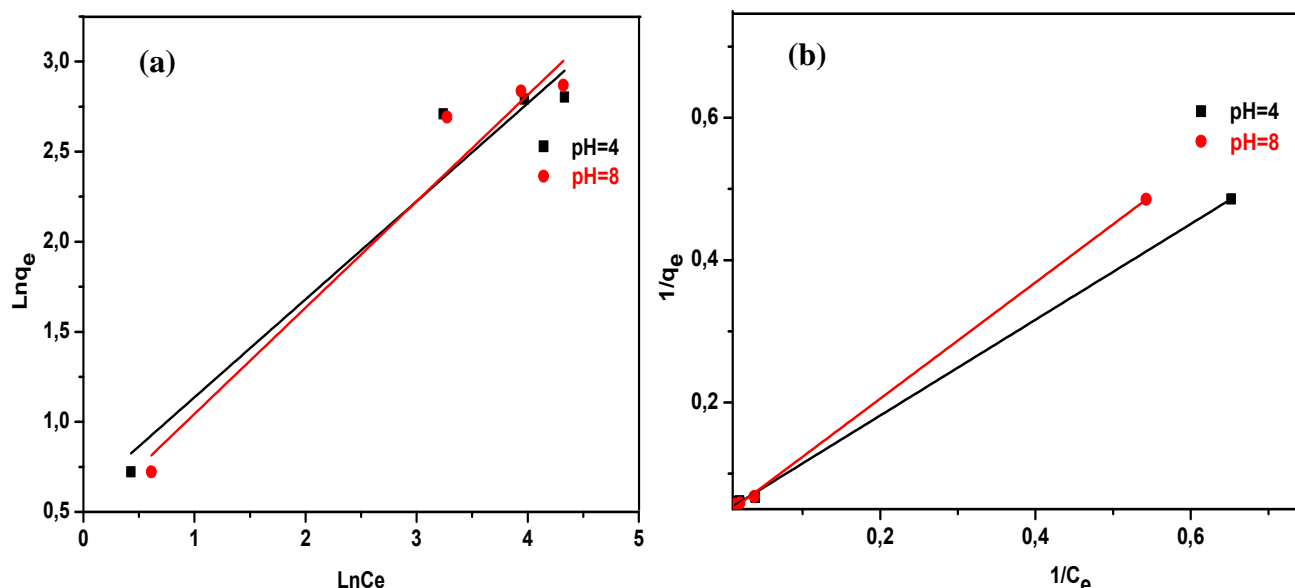 (a)
3,0
2,5
2,0
1,5
1,0
0,5
0 1 2 3 4 5
Lnqe
LnCe
pH=4
pH=8
(b)
0,6
0,4
0,2
0,2 0,4 0,6
1/qe
1/Ce
pH=4
pH=8